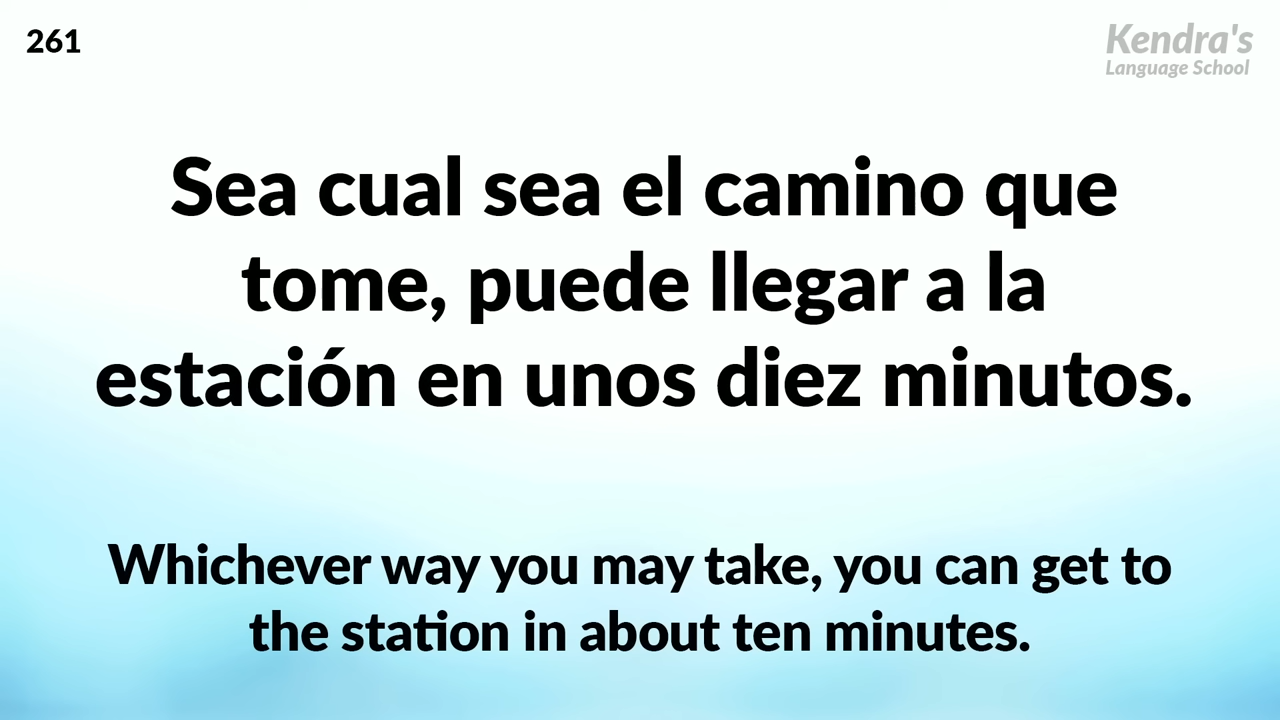 261
Kendra's
Language School
Sea cual sea el camino que
tome, puede llegar a la
estación en unos diez minutos.
Whichever way you may take, you can get to
the station in about ten minutes.